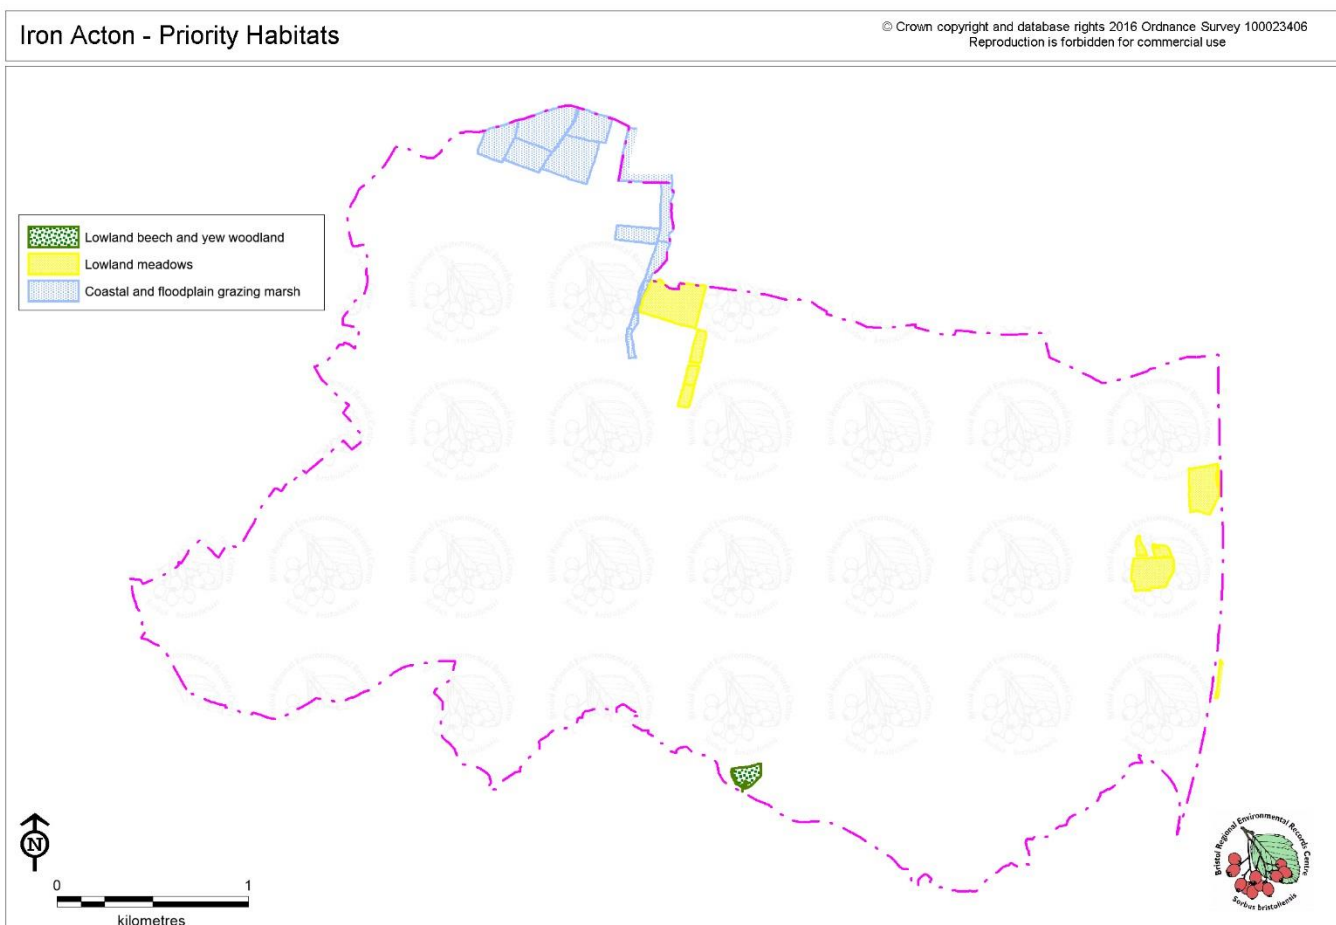 Iron Acton - Priority Habitats
© Crown copyright and database rights 2016 Ordnance Survey 100023406
Reproduction is forbidden for commercial use
Lowland beech and yew woodland
Lowland meadows
Coastal and floodplain grazing marsh
N
0 1
kilometres
Bristol Regional Environmental Records Centre
Sorbus bristoliensis